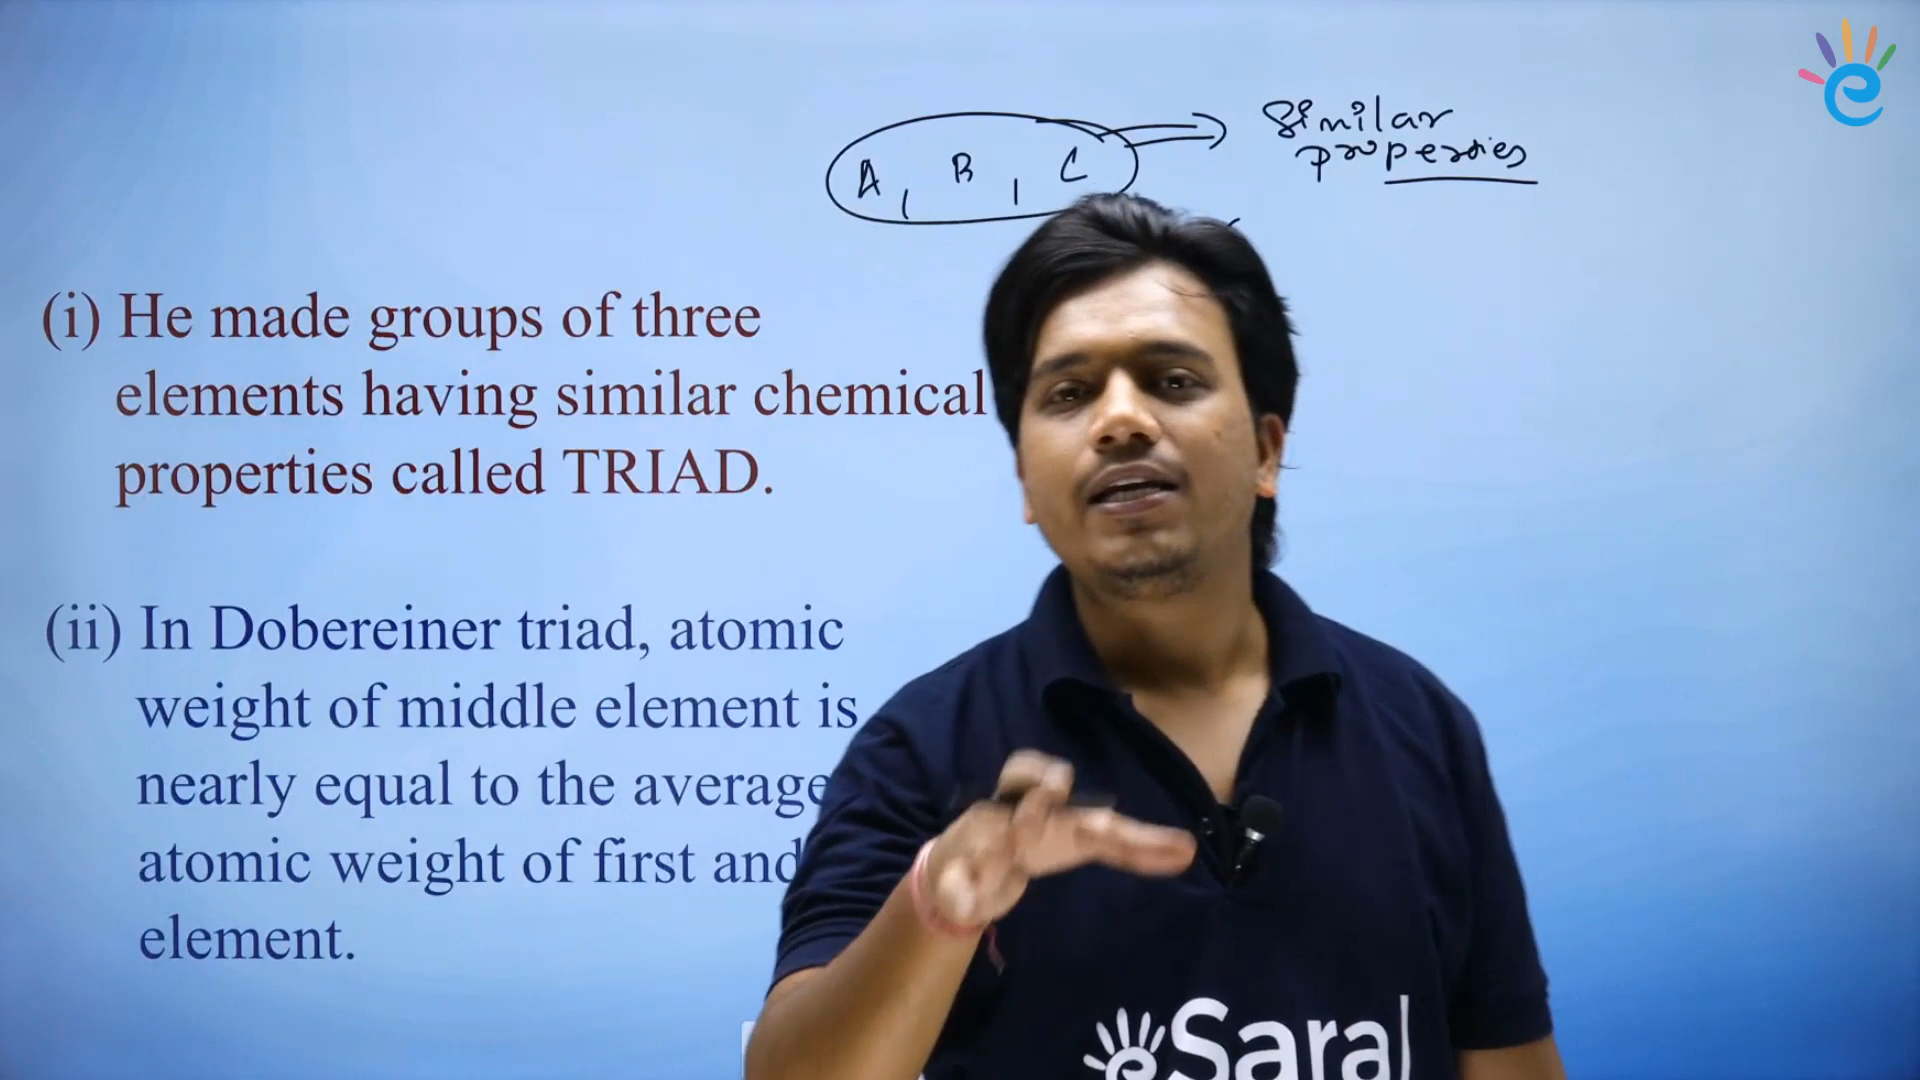 A, B, C
Similar
properties
(i) He made groups of three
elements having similar chemical
properties called TRIAD.
(ii) In Dobereiner triad, atomic
weight of middle element is
nearly equal to the average
atomic weight of first and
element.
eSaral